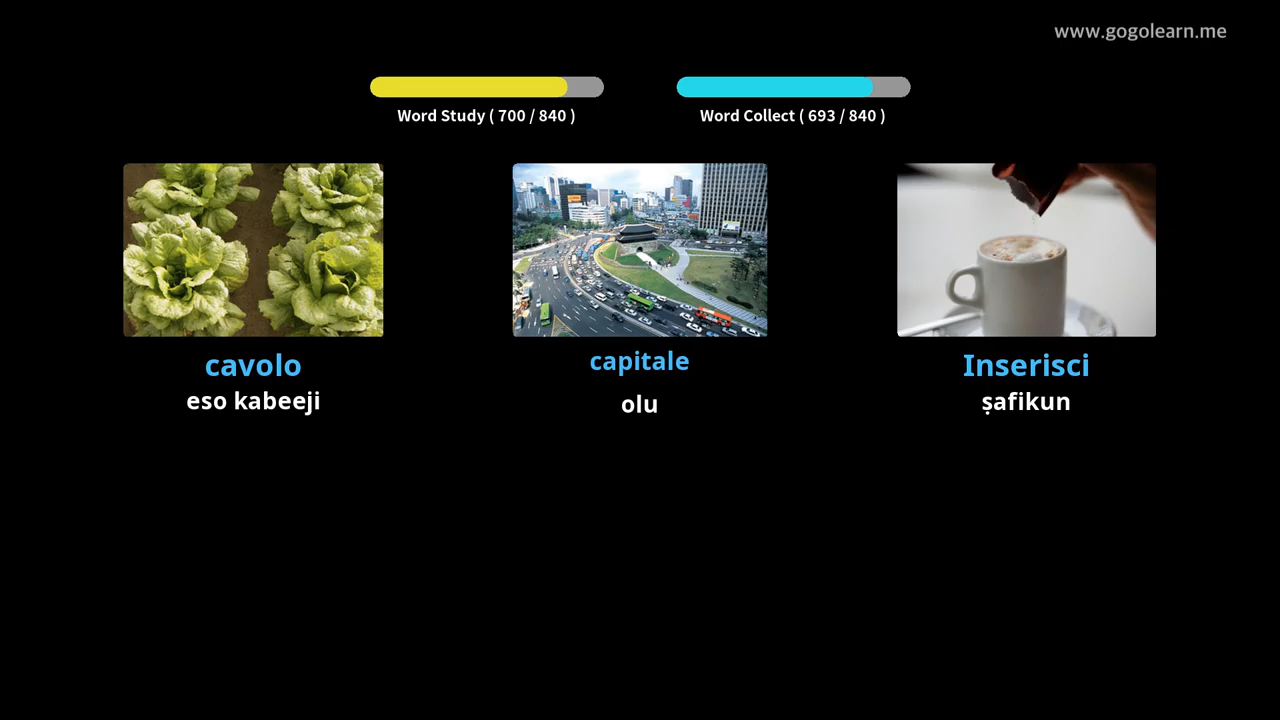 www.gogolearn.me
Word Study ( 700 / 840 )
Word Collect ( 693 / 840 )
cavolo
eso kabeeji
capitale
olu
Inserisci
ṣafikun